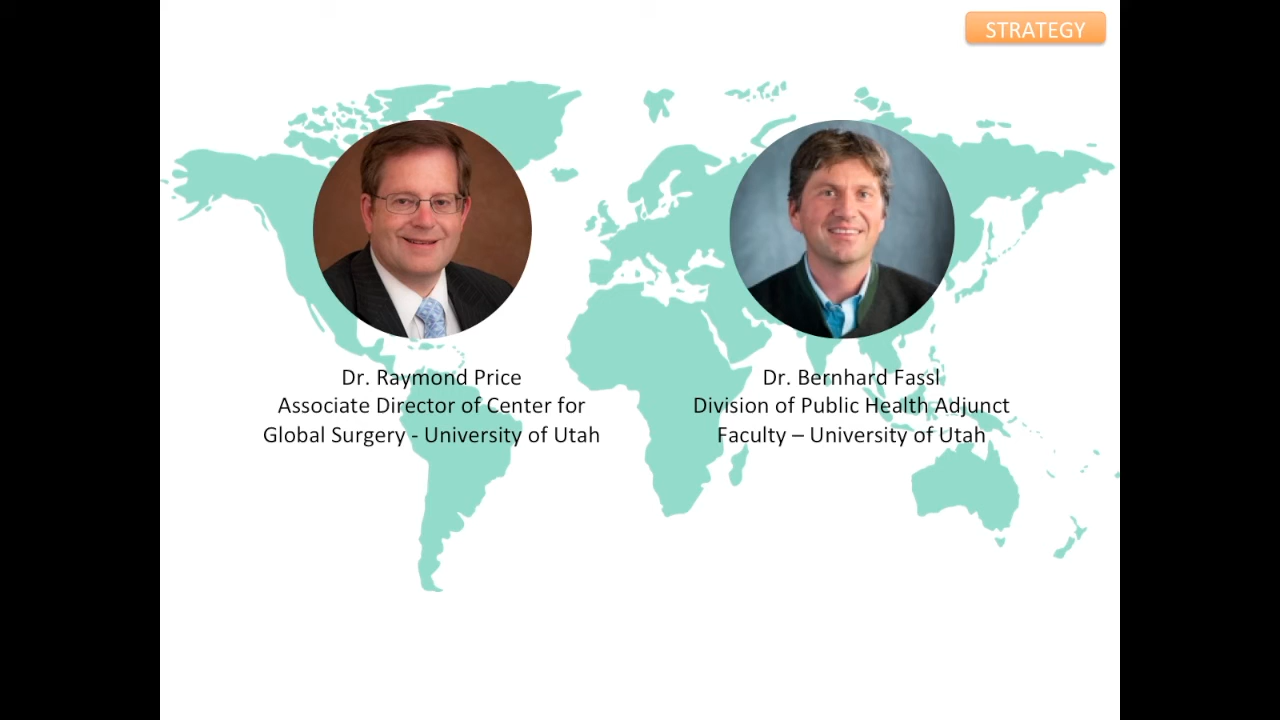 STRATEGY
Dr. Raymond Price
Associate Director of Center for
Global Surgery - University of Utah
Dr. Bernhard Fassl
Division of Public Health Adjunct
Faculty – University of Utah